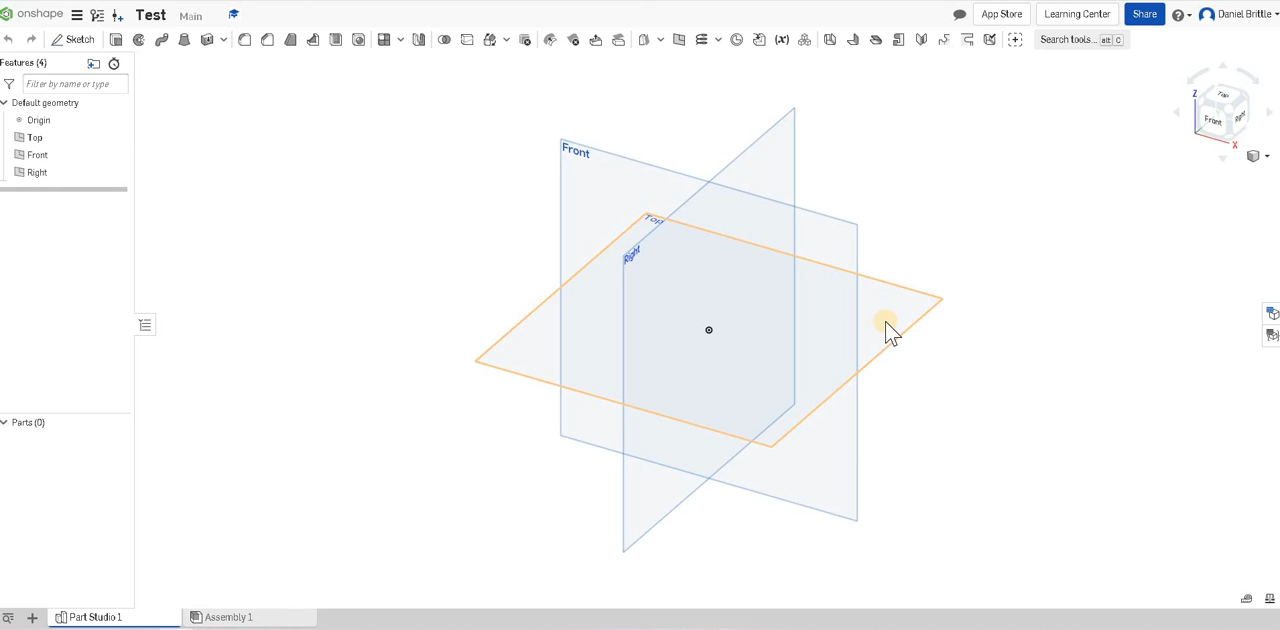 onshape Test Main App Store Learning Center Share Daniel Brittle
Sketch (x) Search tools... alt C
Features (4)
Filter by name or type
Default geometry
Origin
Top
Front
Right
Parts (0)
Front
Top
Right
Z
Top
Front
Right
X
Part Studio 1 Assembly 1